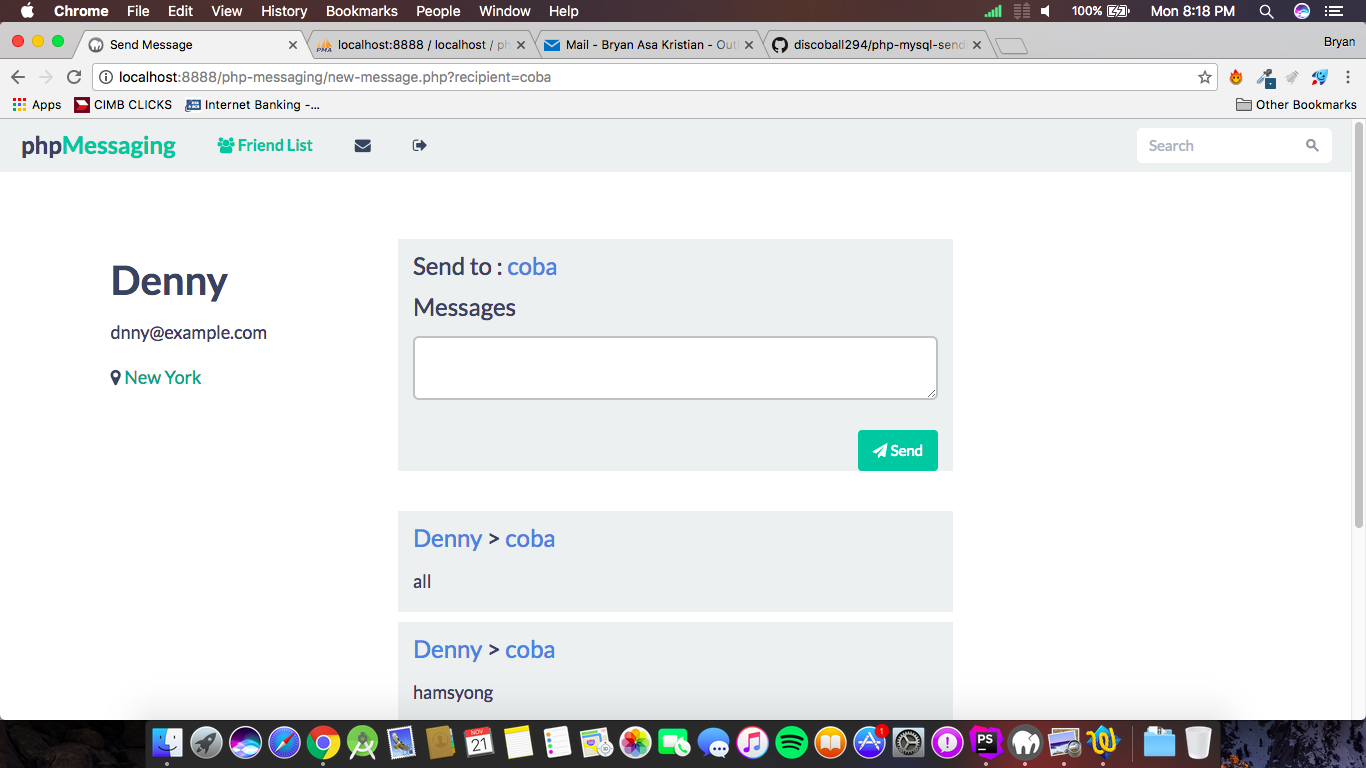 Chrome File Edit View History Bookmarks People Window Help 100% Mon 8:18 PM
Send Message localhost:8888 / localhost / ph Mail - Bryan Asa Kristian - Outl discoball294/php-mysql-send Bryan
localhost:8888/php-messaging/new-message.php?recipient=coba
Apps CIMB CLICKS Internet Banking -... Other Bookmarks
phpMessaging Friend List Search
Denny
dnny@example.com
New York
Send to : coba
Messages
Send
Denny > coba
all
Denny > coba
hamsyong
NOV
21
1
PS